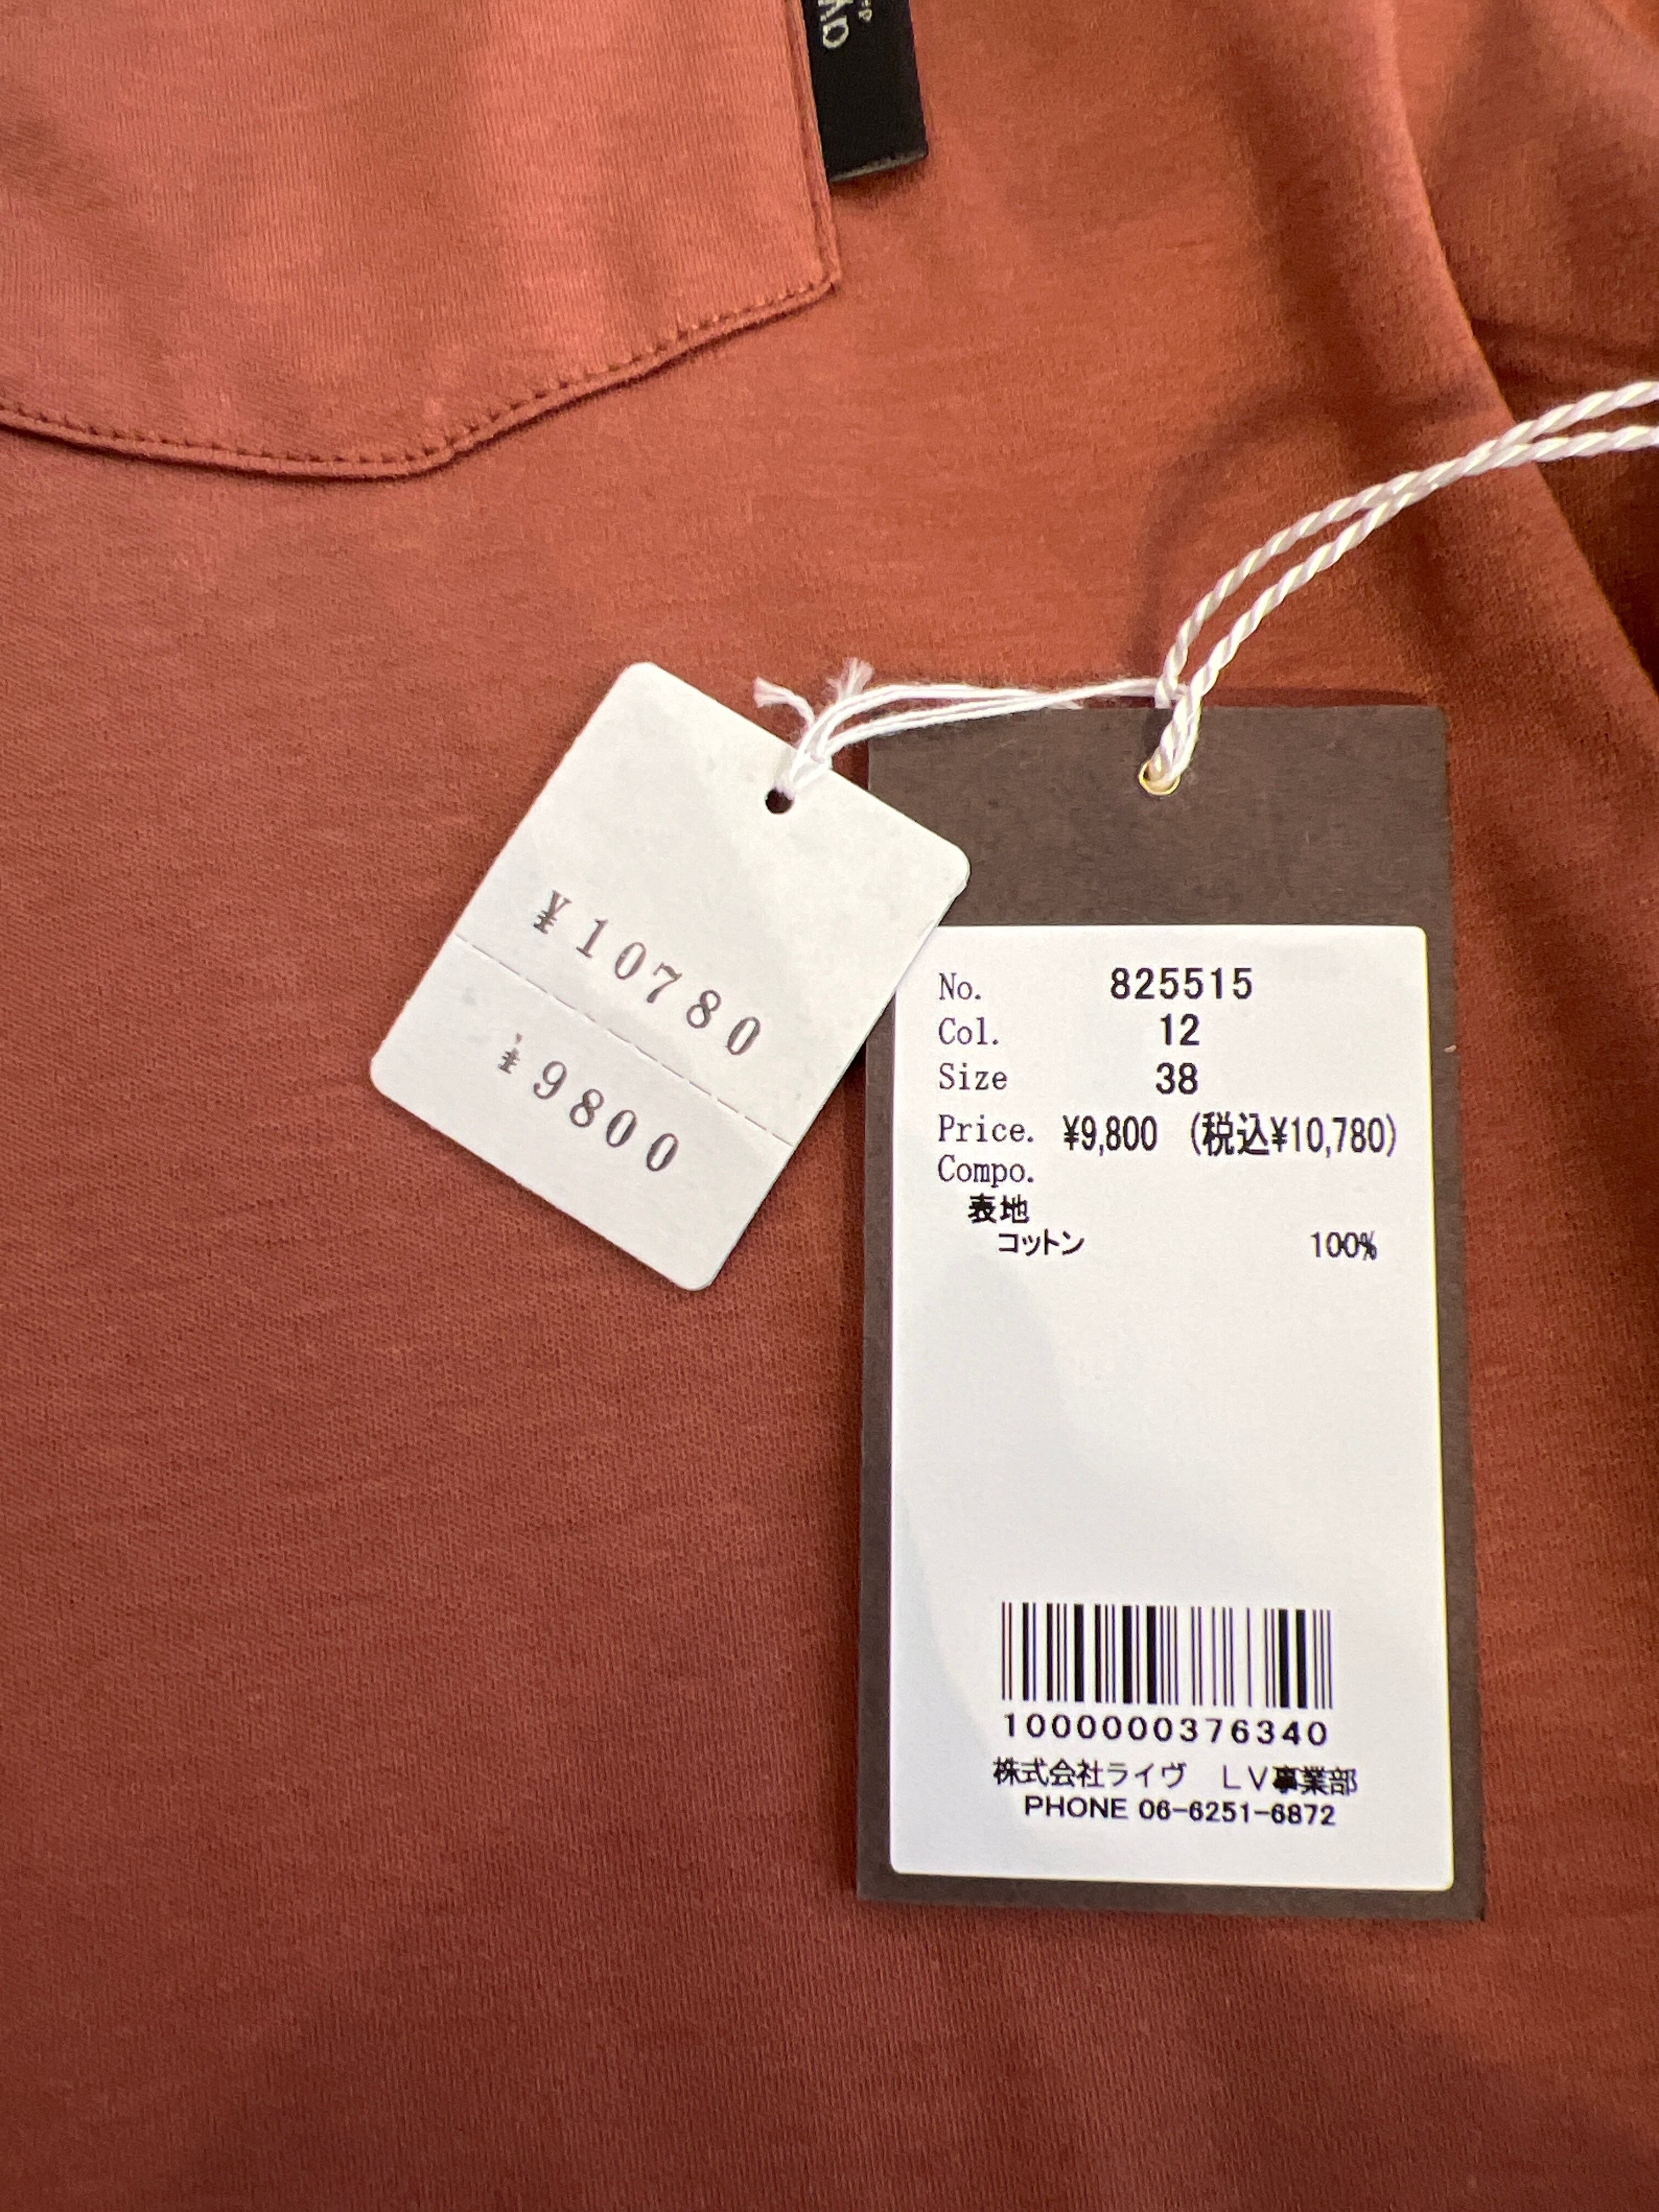 ¥10780
¥9800
No. 825515
Col. 12
Size 38
Price. ¥9,800 (税込¥10,780)
Compo.
表地
コットン 100%
1000000376340
株式会社ライヴ LV事業部
PHONE 06-6251-6872